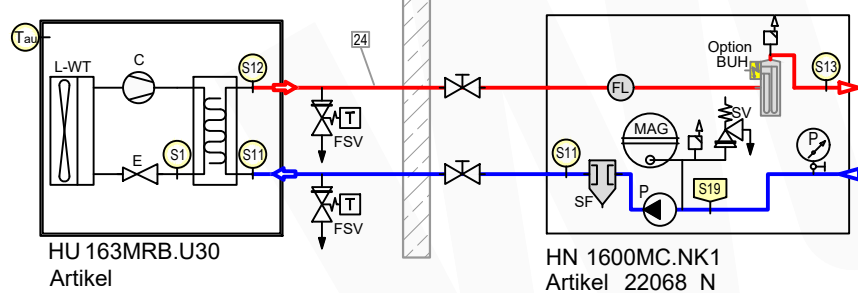 Tau
L-WT
C
S12
24
Option
BUH
S13
FL
T
FSV
MAG
SV
P
E
S1
S11
S11
SF
P
S19
T
FSV
HU 163MRB.U30
Artikel
HN 1600MC.NK1
Artikel 22068 N